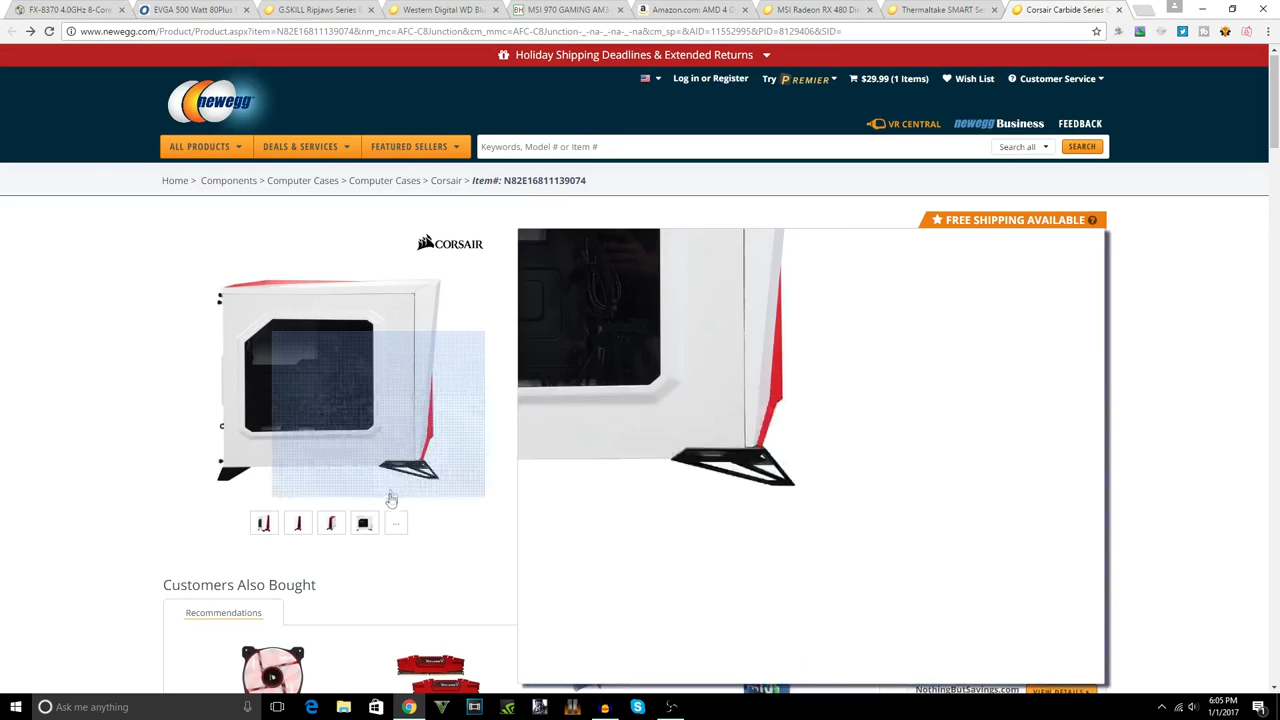 FX-8370 4.0GHz 8-Core
EVGA 500 Watt 80Plus
G.SKILL Ripjaws Series
Western Digital WD Blu
MSI 970 GAMING AM3
Amazon.com: AMD 4 G
MSI Radeon RX 480 Dire
Thermaltake SMART Se
Corsair Carbide Series C
www.newegg.com/Product/Product.aspx?item=N82E16811139074&nm_mc=AFC-C8Junction&cm_mmc=AFC-C8Junction-_-na-_-na-_-na&cm_sp=&AID=11552995&PID=8129406&SID=
Holiday Shipping Deadlines & Extended Returns
newegg
Log in or Register
Try PREMIER
$29.99 (1 Items)
Wish List
Customer Service
VR CENTRAL
newegg Business
FEEDBACK
ALL PRODUCTS
DEALS & SERVICES
FEATURED SELLERS
Keywords, Model # or Item #
Search all
SEARCH
Home > Components > Computer Cases > Computer Cases > Corsair > Item#: N82E16811139074
FREE SHIPPING AVAILABLE ?
CORSAIR
...
Customers Also Bought
Recommendations
NothingButSavings.com
VIEW DETAILS
Ask me anything
6:05 PM
1/1/2017